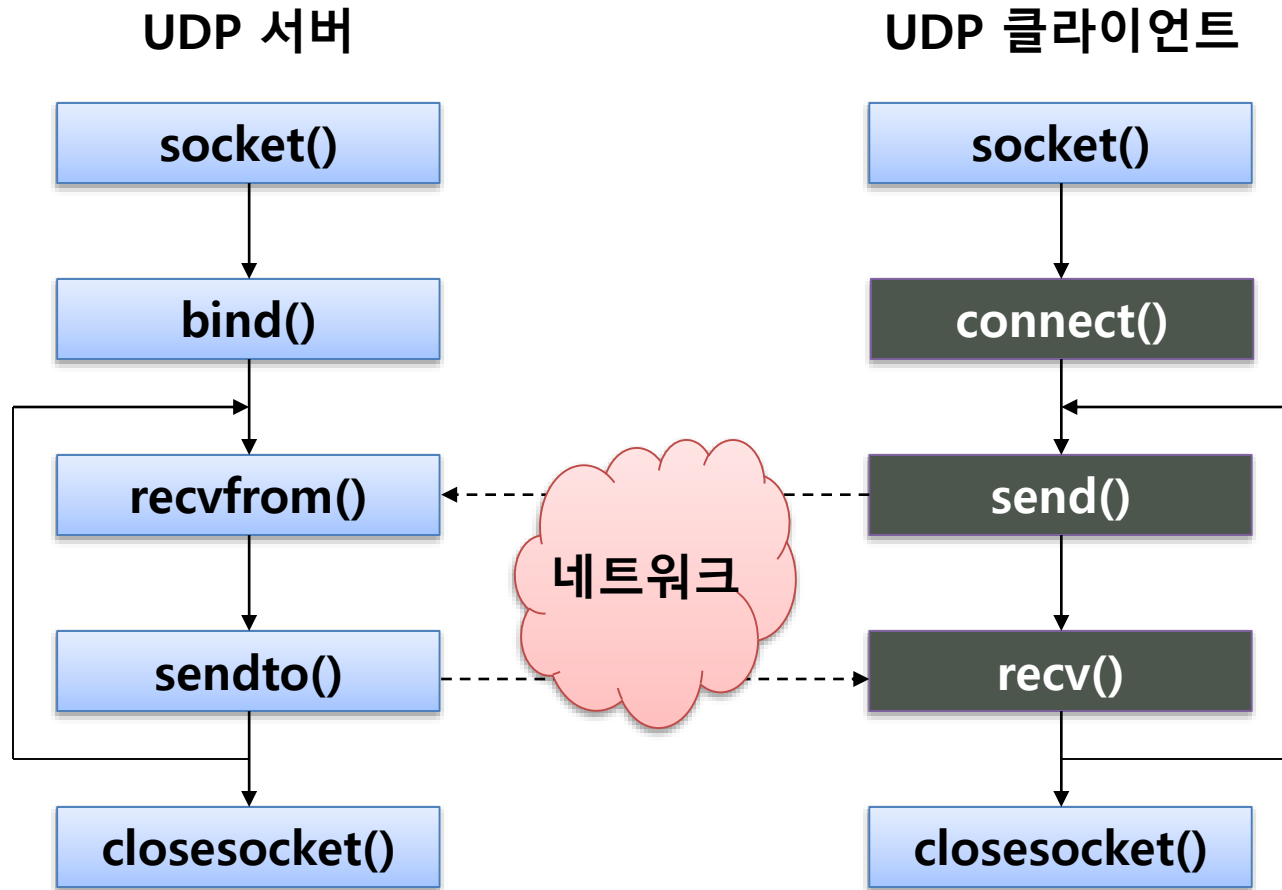 UDP 서버
UDP 클라이언트
socket()
socket()
bind()
connect()
recvfrom()
send()
네트워크
sendto()
recv()
closesocket()
closesocket()